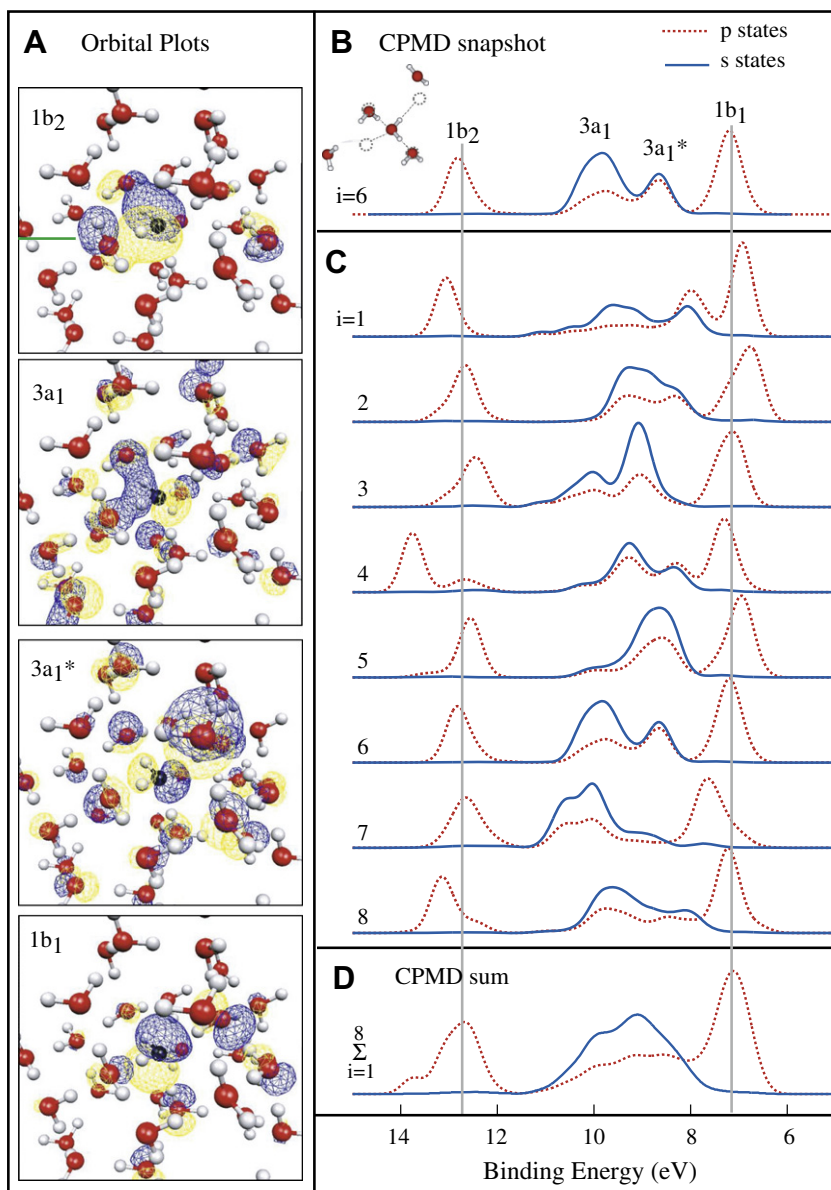 A Orbital Plots
1b2
3a1
3a1*
1b1
B CPMD snapshot
p states
s states
1b2
3a1
3a1*
1b1
i=6
C
i=1
2
3
4
5
6
7
8
D CPMD sum
8
Σ
i=1
14 12 10 8 6
Binding Energy (eV)